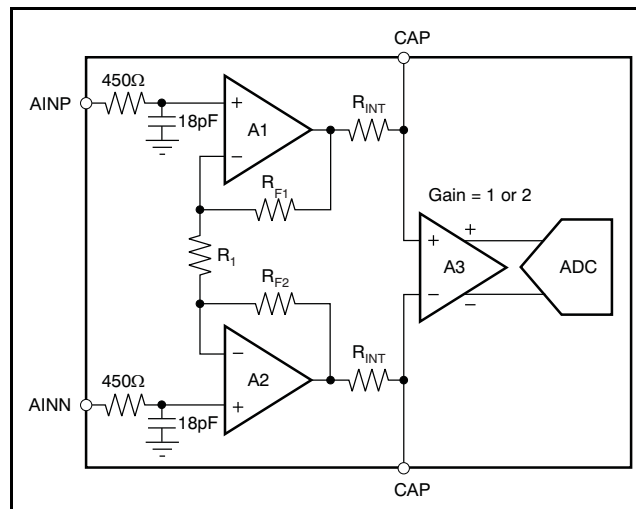 CAP
450Ω
AINP
18pF
+
A1
−
R_INT
R_F1
Gain = 1 or 2
R_1
+
+
A3
ADC
−
−
R_F2
−
A2
R_INT
450Ω
AINN
+
18pF
CAP